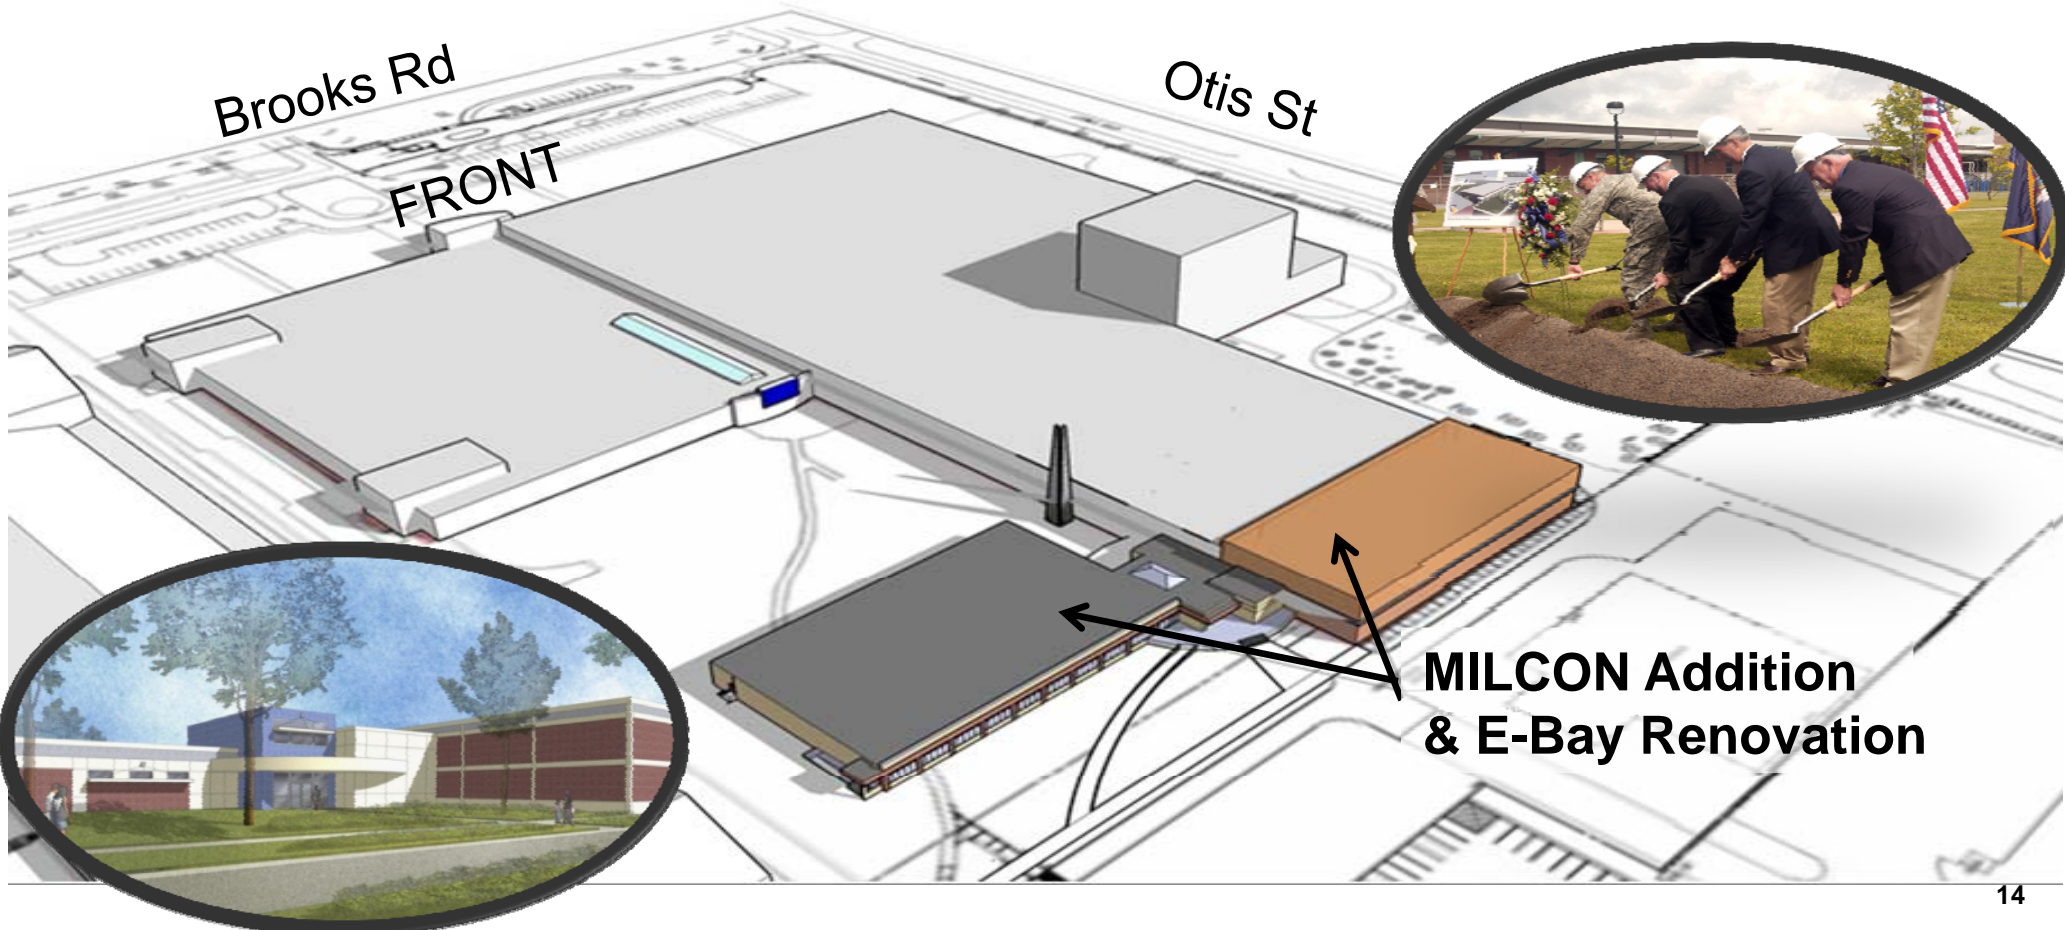 Brooks Rd
Otis St
FRONT
MILCON Addition
& E-Bay Renovation
14